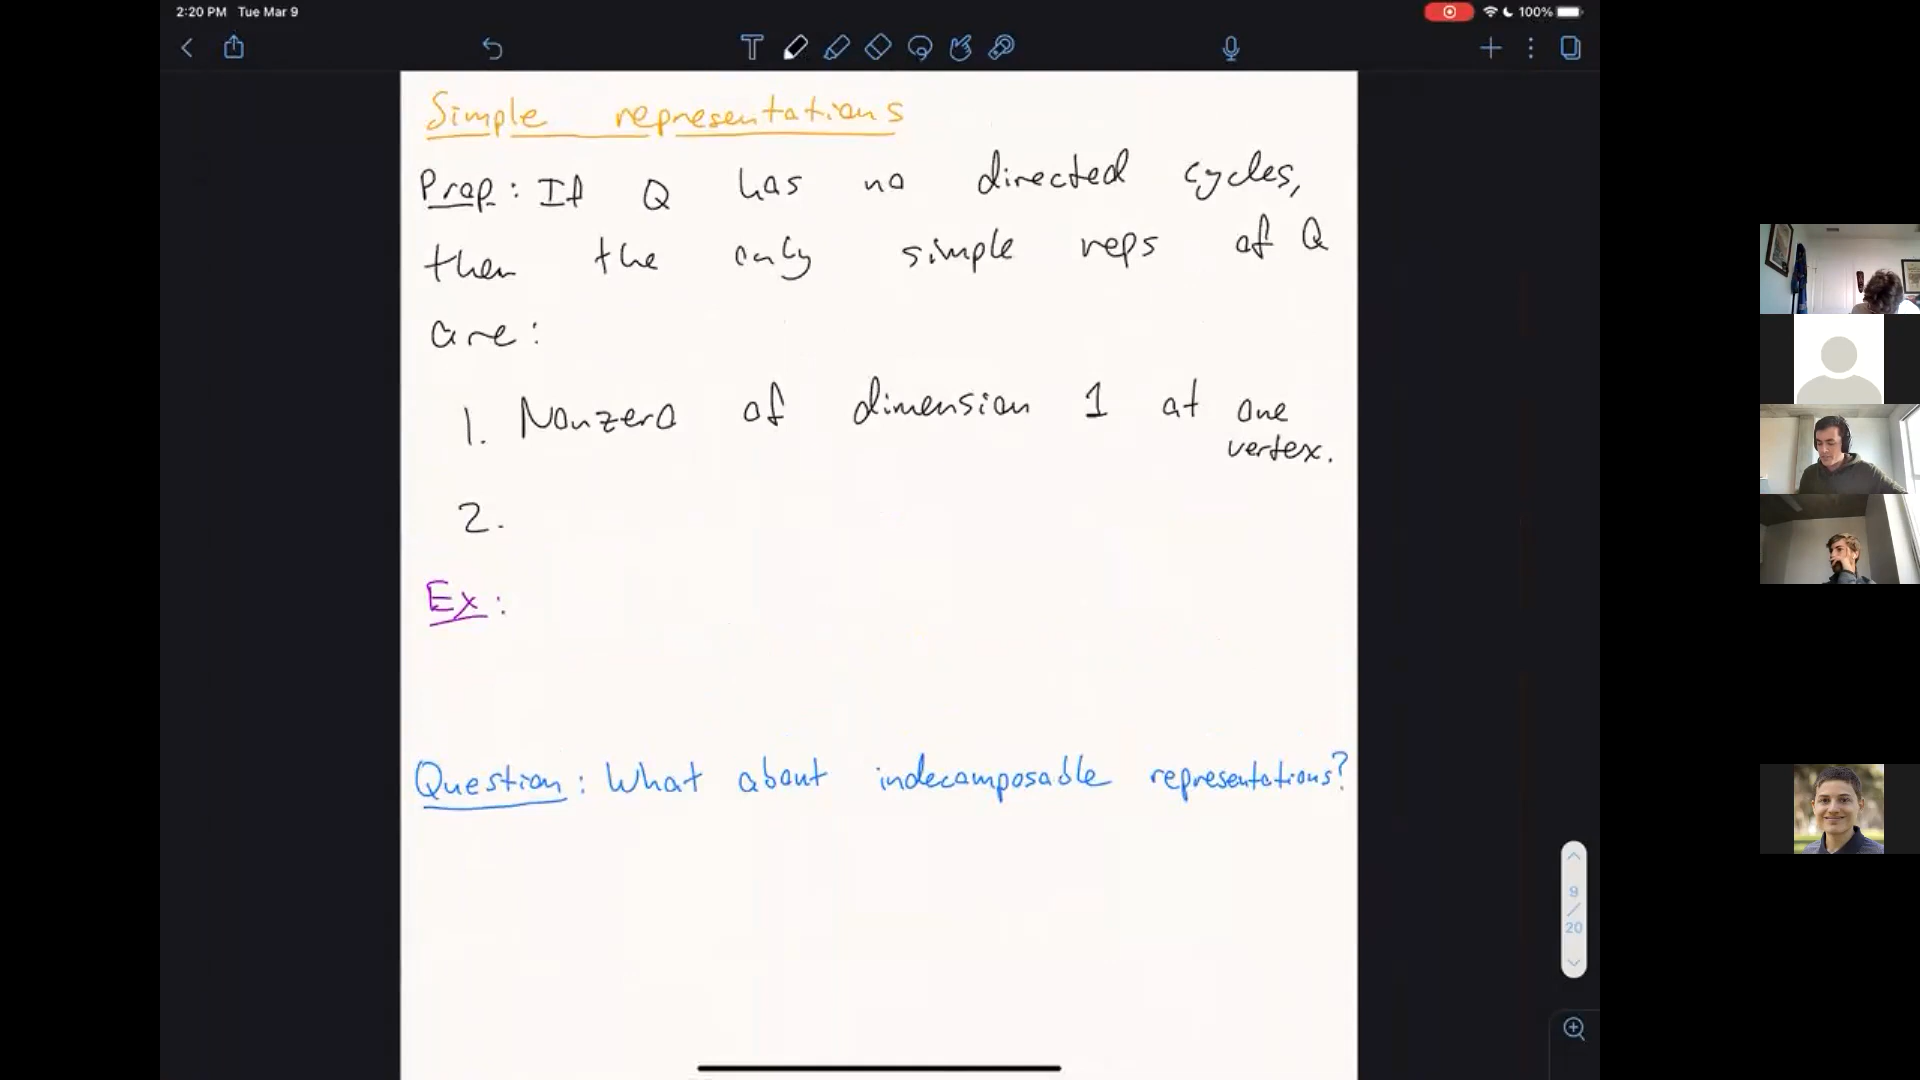 2:20 PM Tue Mar 9
100%
Simple representations
Prop: If Q has no directed cycles,
then the only simple reps of Q
are:
1. Nonzero of dimension 1 at one
vertex.
2.
Ex:
Question: What about indecomposable representations?
9
/
20